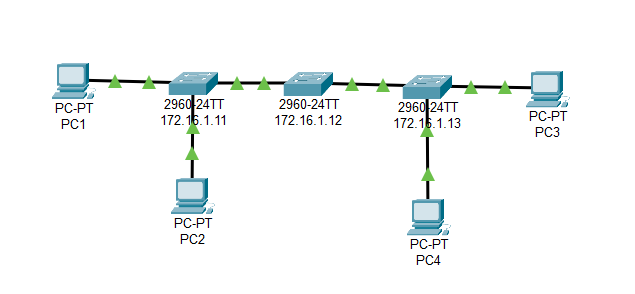 PC-PT
PC1
2960-24TT
172.16.1.11
2960-24TT
172.16.1.12
2960-24TT
172.16.1.13
PC-PT
PC3
PC-PT
PC2
PC-PT
PC4